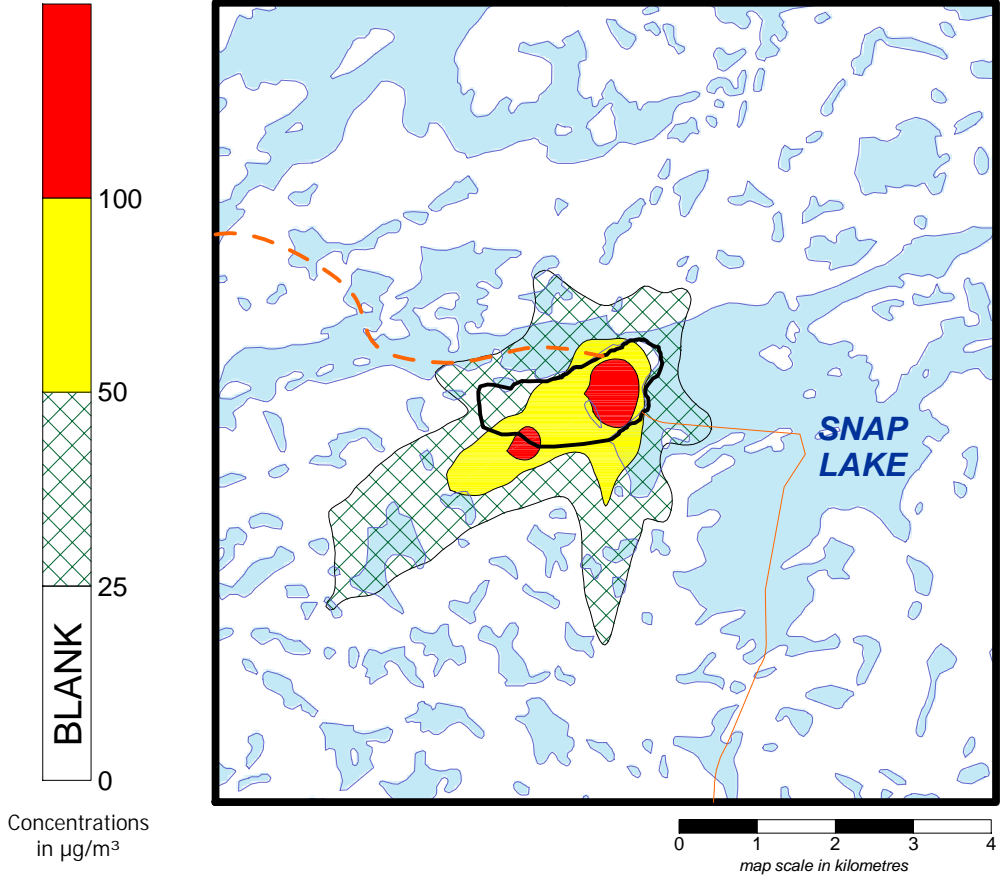 100
50
25
BLANK
0
Concentrations
in µg/m³
SNAP
LAKE
0 1 2 3 4
map scale in kilometres